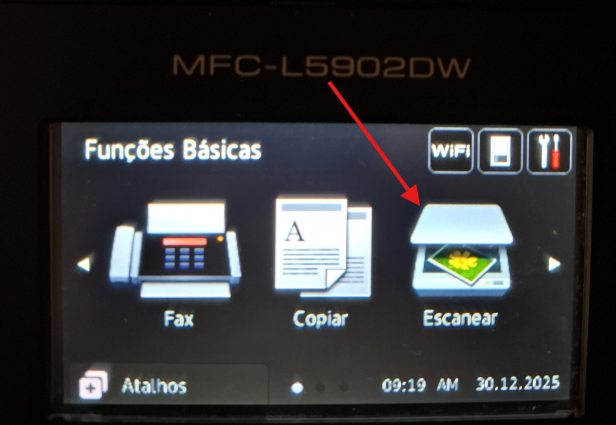 MFC-L5902DW
Funções Básicas
WiFi
A
Fax
Copiar
Escanear
Atalhos
09:19 AM 30.12.2025